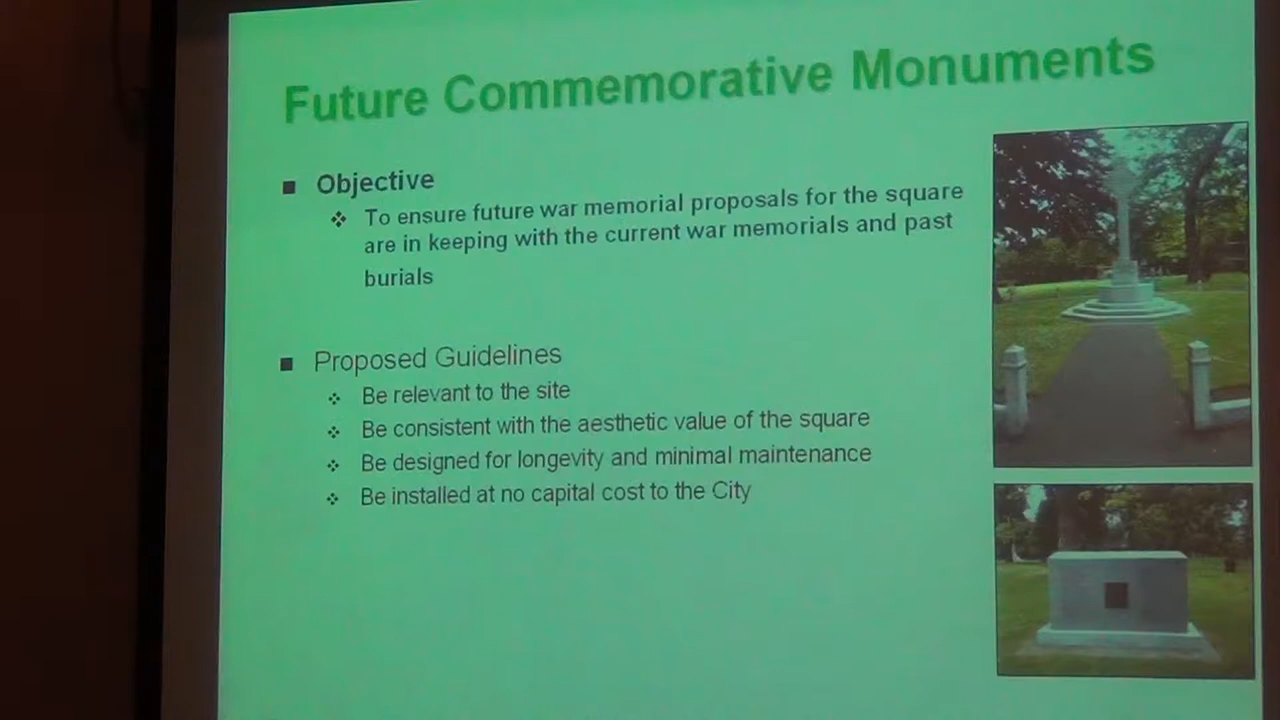 Future Commemorative Monuments
Objective
To ensure future war memorial proposals for the square
are in keeping with the current war memorials and past
burials
Proposed Guidelines
Be relevant to the site
Be consistent with the aesthetic value of the square
Be designed for longevity and minimal maintenance
Be installed at no capital cost to the City